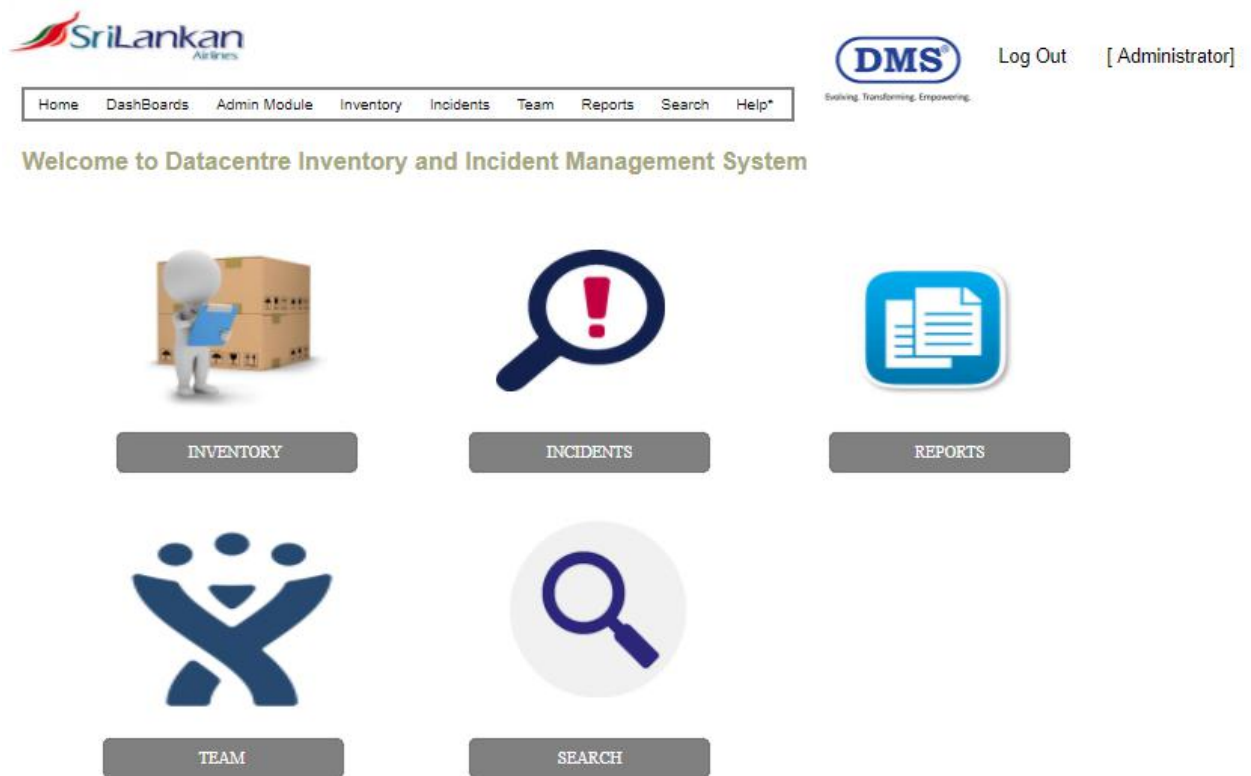 SriLankan
Airlines
DMS®
Evolving. Transforming. Empowering.
Log Out [ Administrator]
Home DashBoards Admin Module Inventory Incidents Team Reports Search Help*
Welcome to Datacentre Inventory and Incident Management System
INVENTORY INCIDENTS REPORTS
TEAM SEARCH